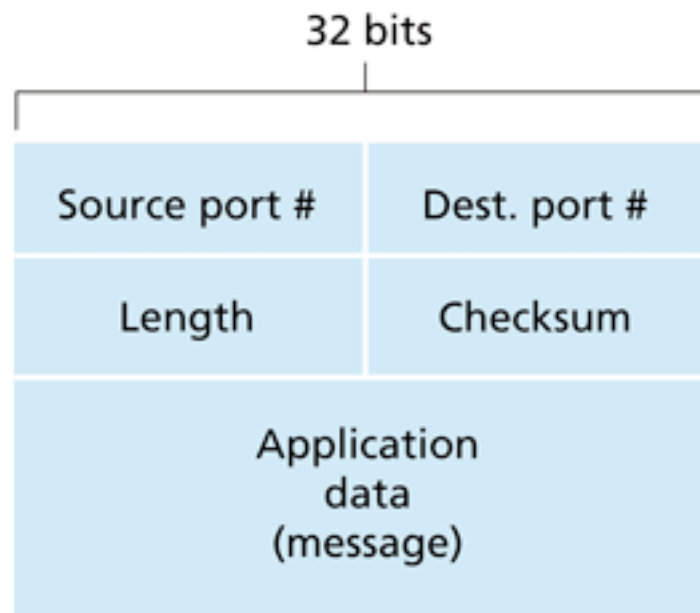 32 bits
Source port # Dest. port #
Length Checksum
Application
data
(message)